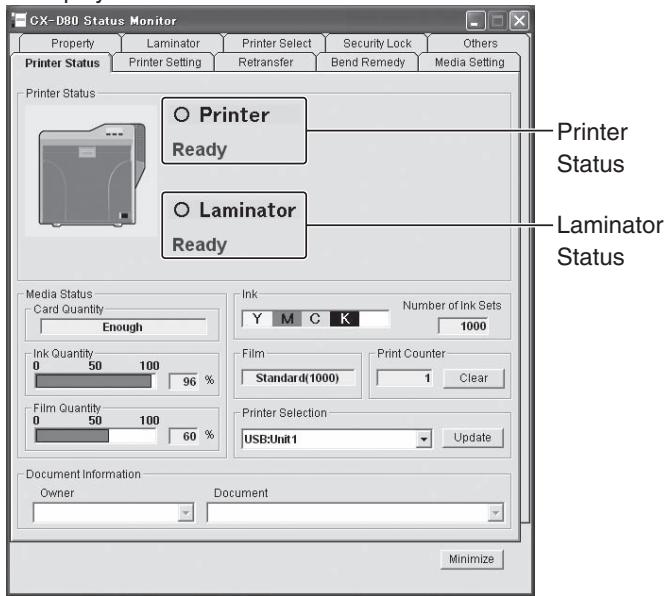 CX-D80 Status Monitor
Property Laminator Printer Select Security Lock Others
Printer Status Printer Setting Retransfer Bend Remedy Media Setting
Printer Status
Printer
Ready
Laminator
Ready
Printer
Status
Laminator
Status
Media Status
Card Quantity
Enough
Ink Quantity
0 50 100
96 %
Film Quantity
0 50 100
60 %
Ink
Y M C K
Number of Ink Sets
1000
Film
Standard(1000)
Print Counter
1 Clear
Printer Selection
USB:Unit1 Update
Document Information
Owner Document
Minimize